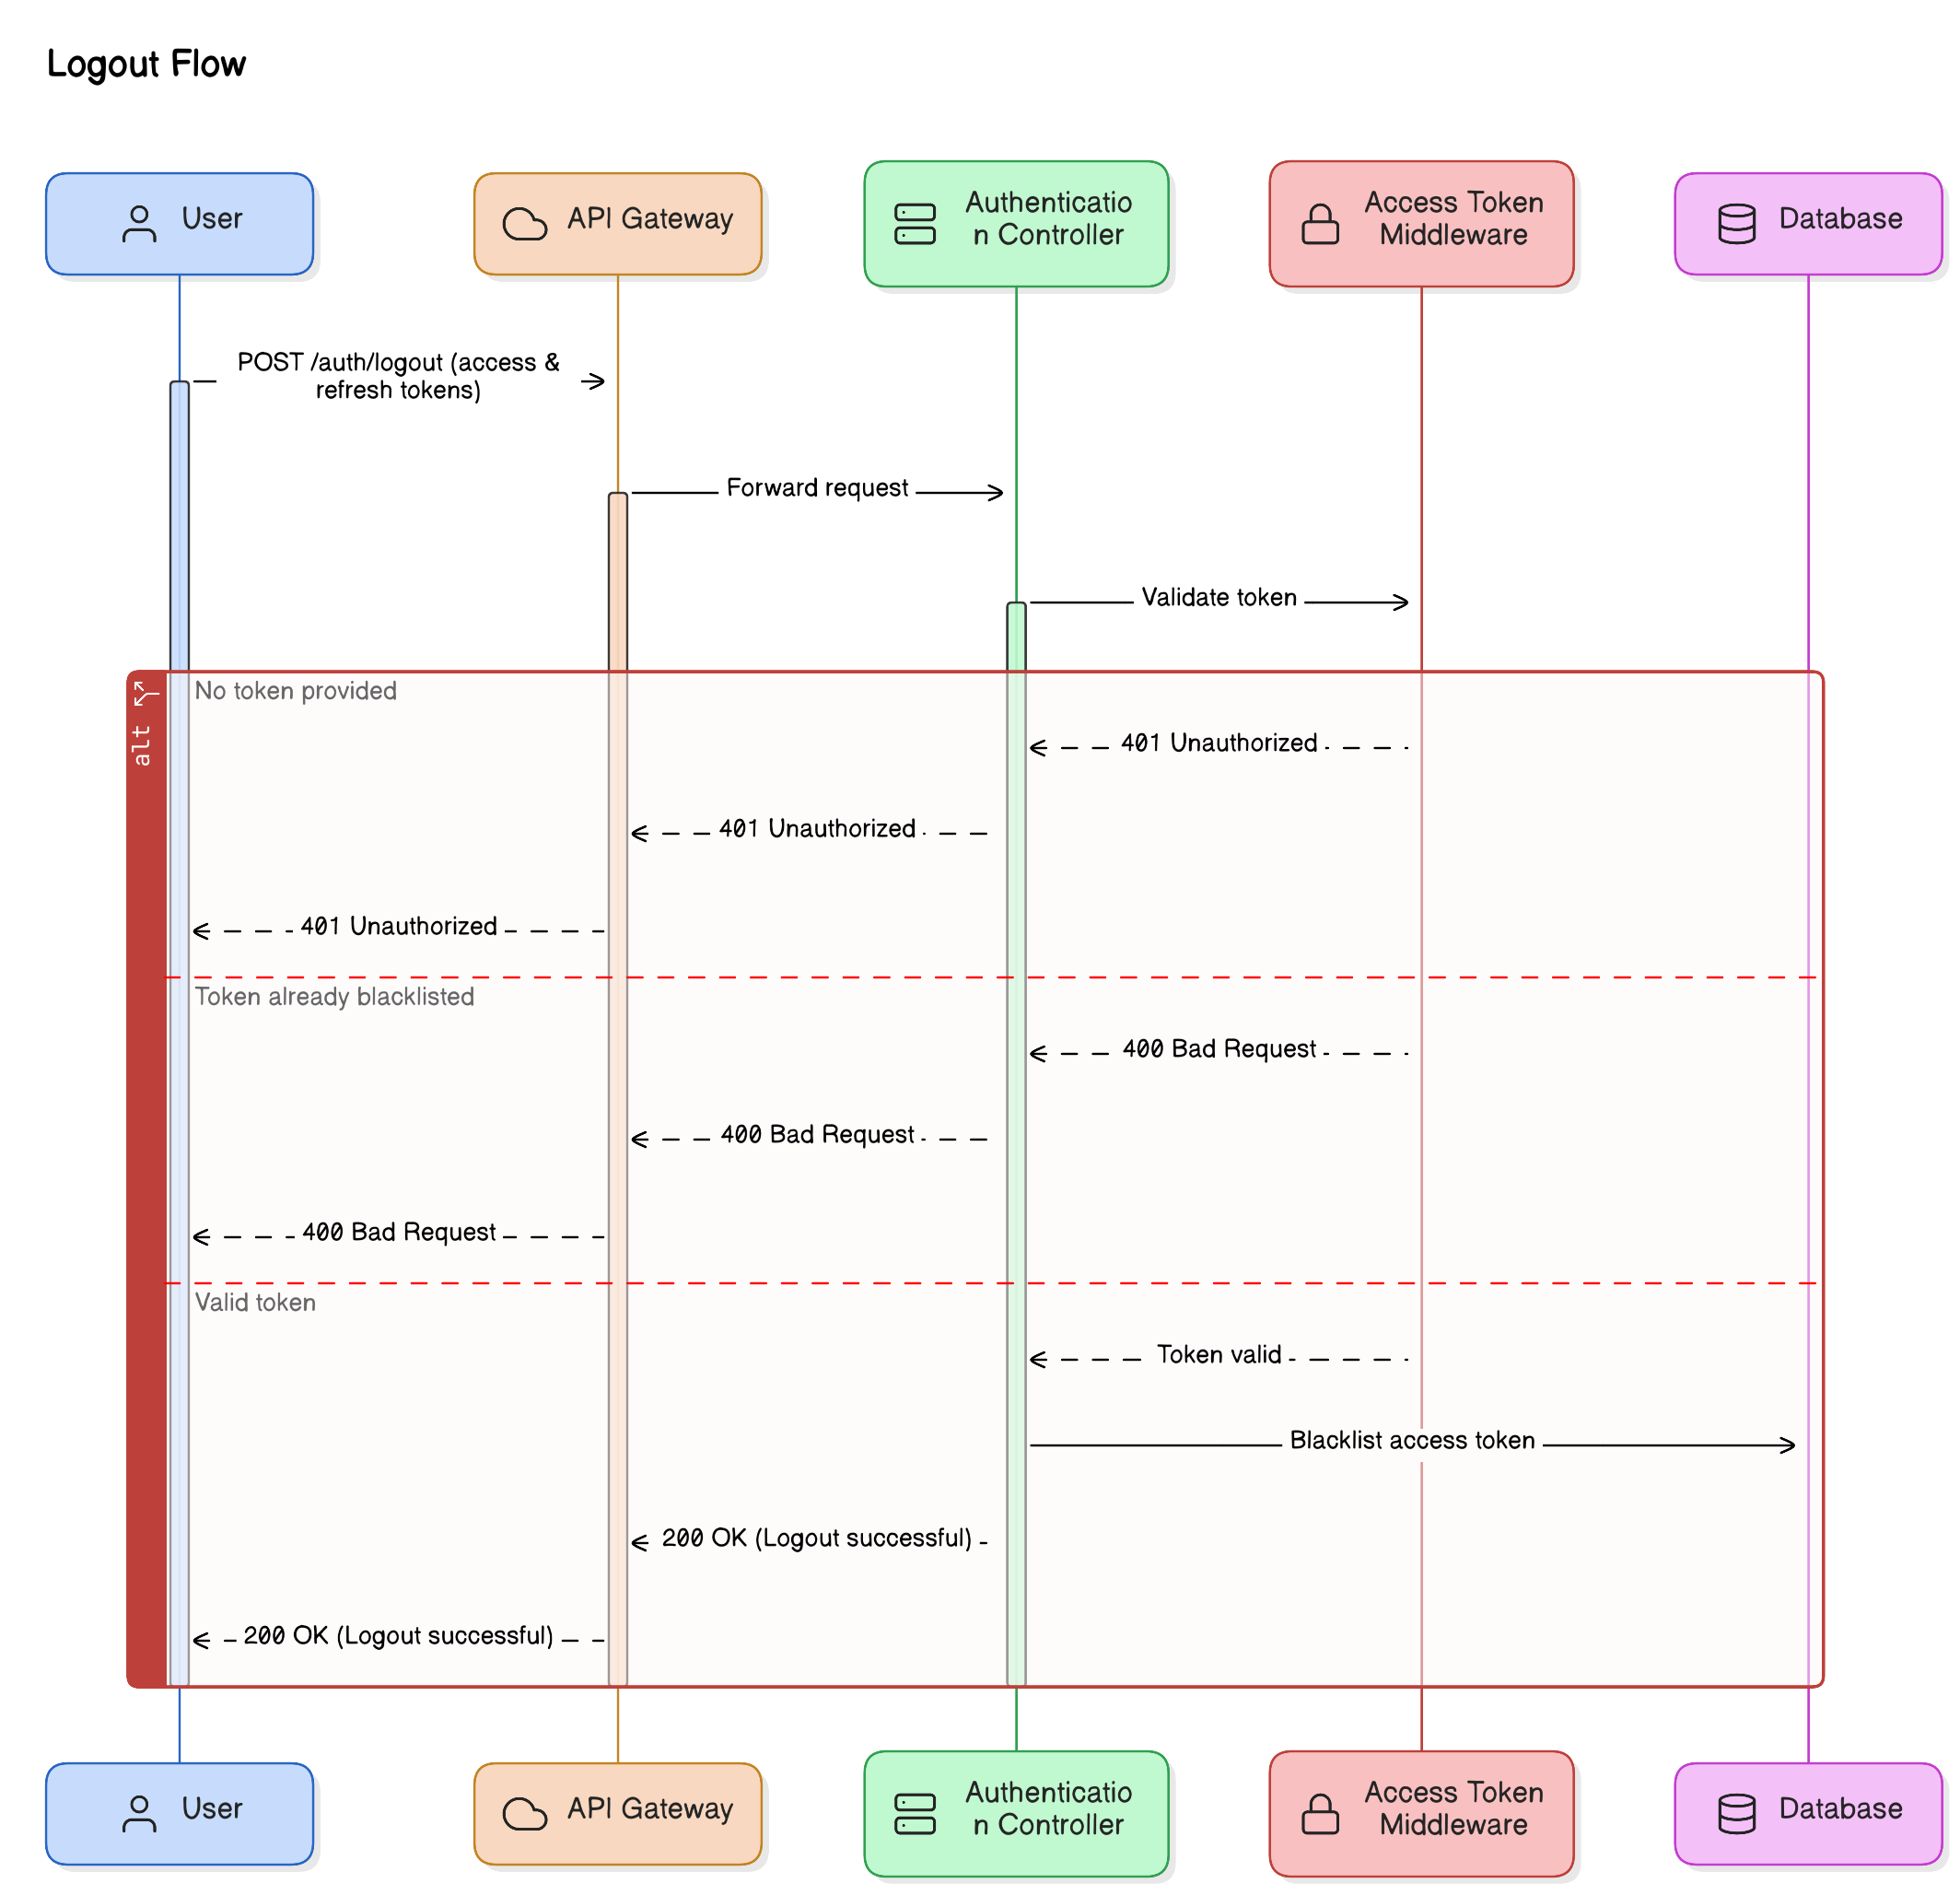 Logout Flow
User
API Gateway
Authenticatio
n Controller
Access Token
Middleware
Database
POST /auth/logout (access &
refresh tokens)
Forward request
Validate token
alt
No token provided
401 Unauthorized
401 Unauthorized
401 Unauthorized
Token already blacklisted
400 Bad Request
400 Bad Request
400 Bad Request
Valid token
Token valid
Blacklist access token
200 OK (Logout successful)
200 OK (Logout successful)
User
API Gateway
Authenticatio
n Controller
Access Token
Middleware
Database